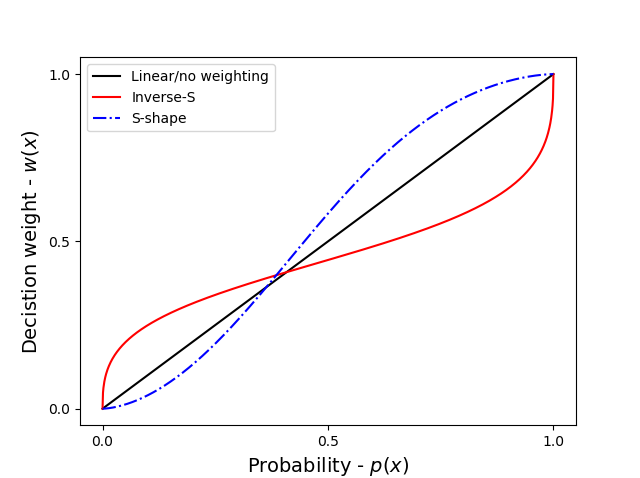 Linear/no weighting
Inverse-S
S-shape
1.0
0.5
0.0
Decistion weight - w(x)
0.0 0.5 1.0
Probability - p(x)